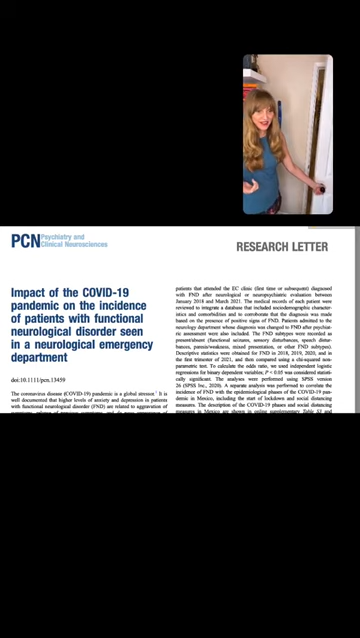 PCN Psychiatry and
Clinical Neurosciences
RESEARCH LETTER
Impact of the COVID-19
pandemic on the incidence
of patients with functional
neurological disorder seen
in a neurological emergency
department
doi:10.1111/pcn.13459
The coronavirus disease (COVID-19) pandemic is a global stressor.¹ It is
well documented that higher levels of anxiety and depression in patients
with functional neurological disorder (FND) are related to aggravation of
patients that attended the EC clinic (first time or subsequent) diagnosed
with FND after neurological or neuropsychiatric evaluation between
January 2018 and March 2021. The medical records of each patient were
reviewed to integrate a database that included sociodemographic character-
istics and comorbidities and to corroborate that the diagnosis was made
based on the presence of positive signs of FND. Patients admitted to the
neurology department whose diagnosis was changed to FND after psychiat-
ric assessment were also included. The FND subtypes were recorded as
present/absent (functional seizures, sensory disturbances, speech distur-
bances, paresis/weakness, mixed presentation, or other FND subtypes).
Descriptive statistics were obtained for FND in 2018, 2019, 2020, and in
the first trimester of 2021, and then compared using a chi-squared non-
parametric test. To calculate the odds ratio, we used independent logistic
regressions for binary dependent variables; P < 0.05 was considered statisti-
cally significant. The analyses were performed using SPSS version
26 (SPS Inc., 2020). A separate analysis was performed to correlate the
incidence of FND with the epidemiological phases of the COVID-19 pan-
demic in Mexico, including the start of lockdown and social distancing
measures. The description of the COVID-19 phases and social distancing
measures in Mexico are shown in online supplementary Table S3 and